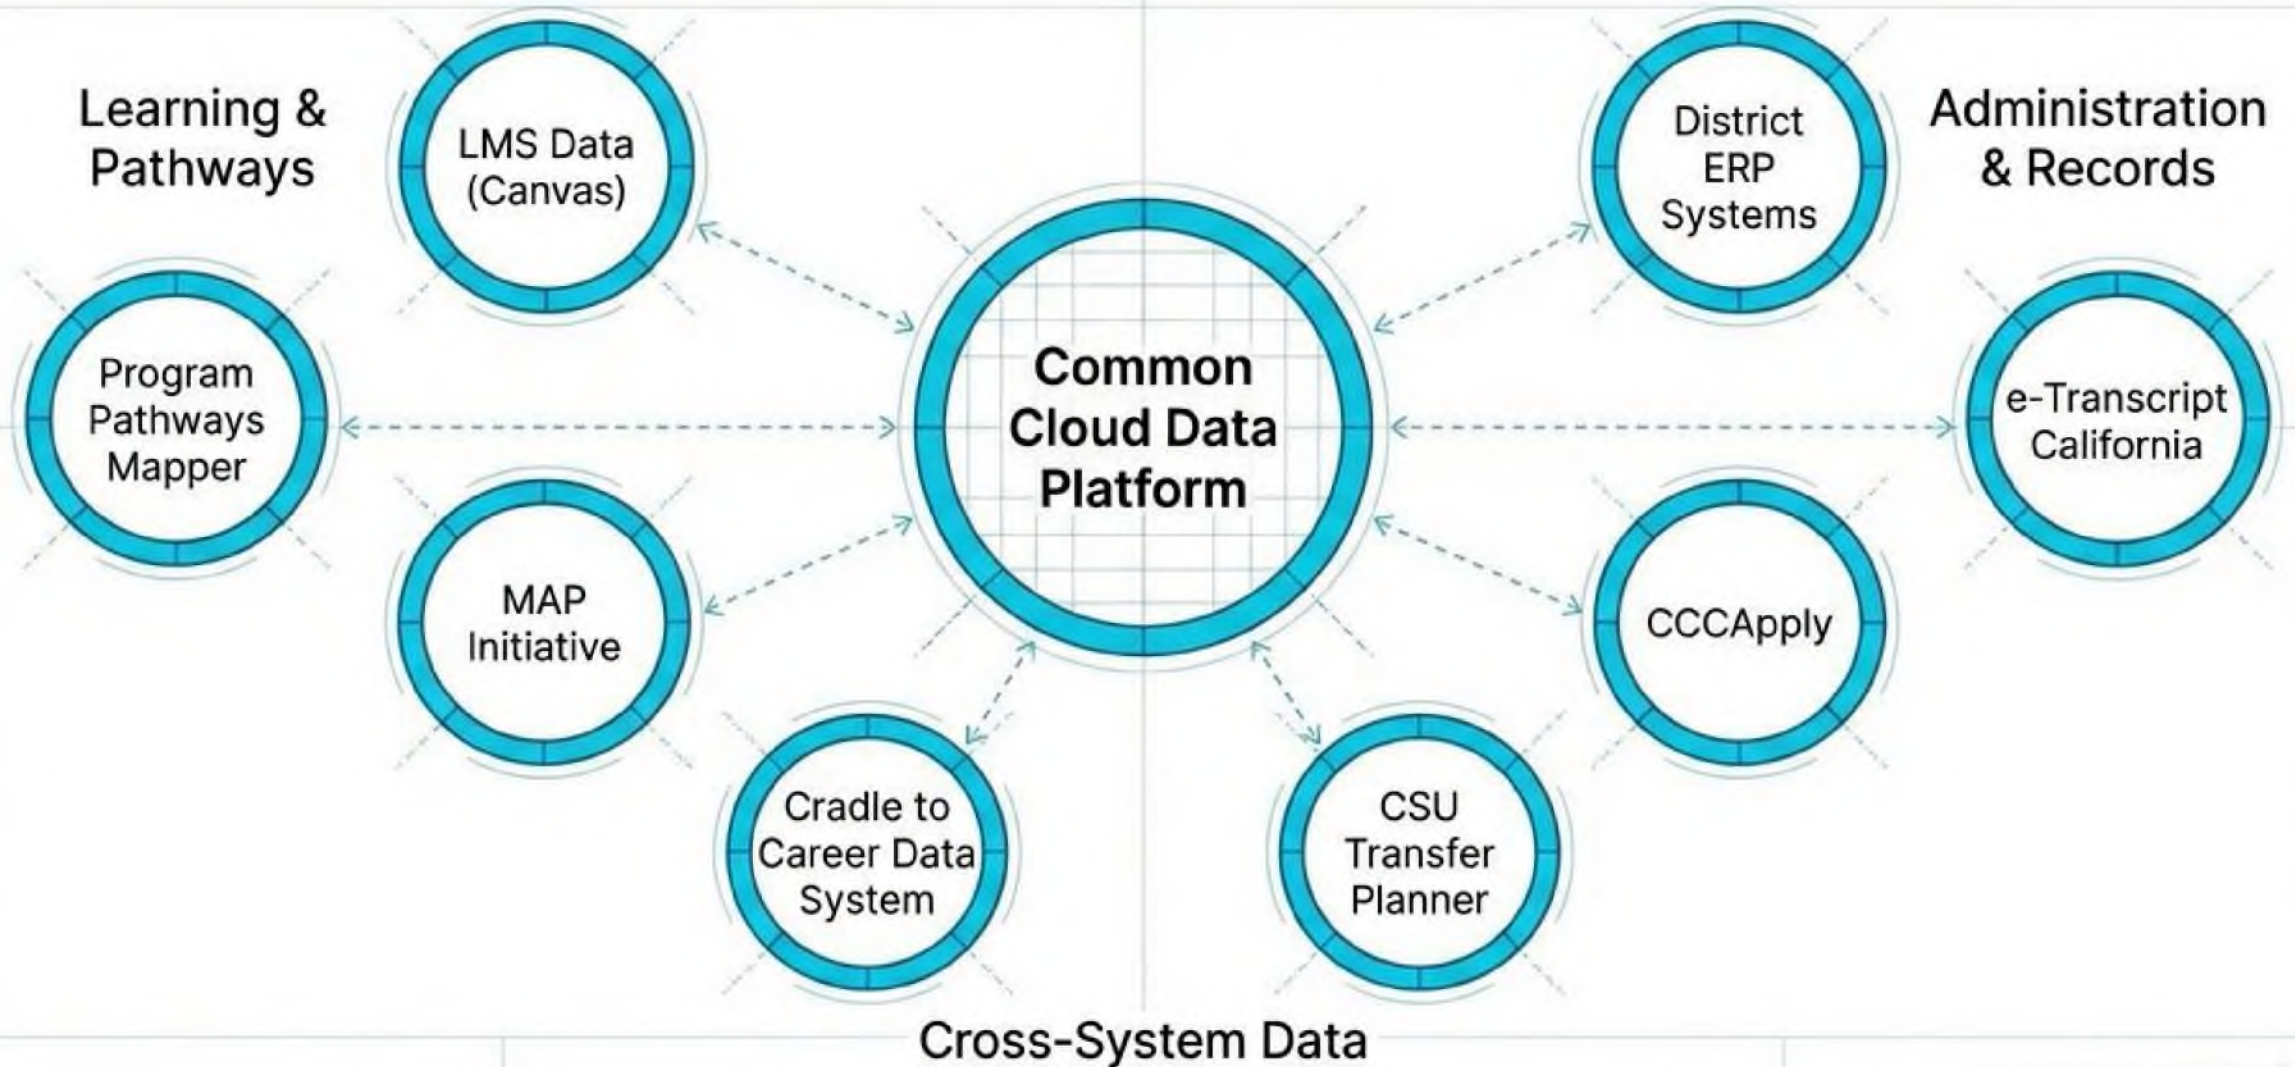 Learning &
Pathways
LMS Data
(Canvas)
Program
Pathways
Mapper
MAP
Initiative
Common
Cloud Data
Platform
District
ERP
Systems
Administration
& Records
e-Transcript
California
CCCApply
Cradle to
Career Data
System
CSU
Transfer
Planner
Cross-System Data